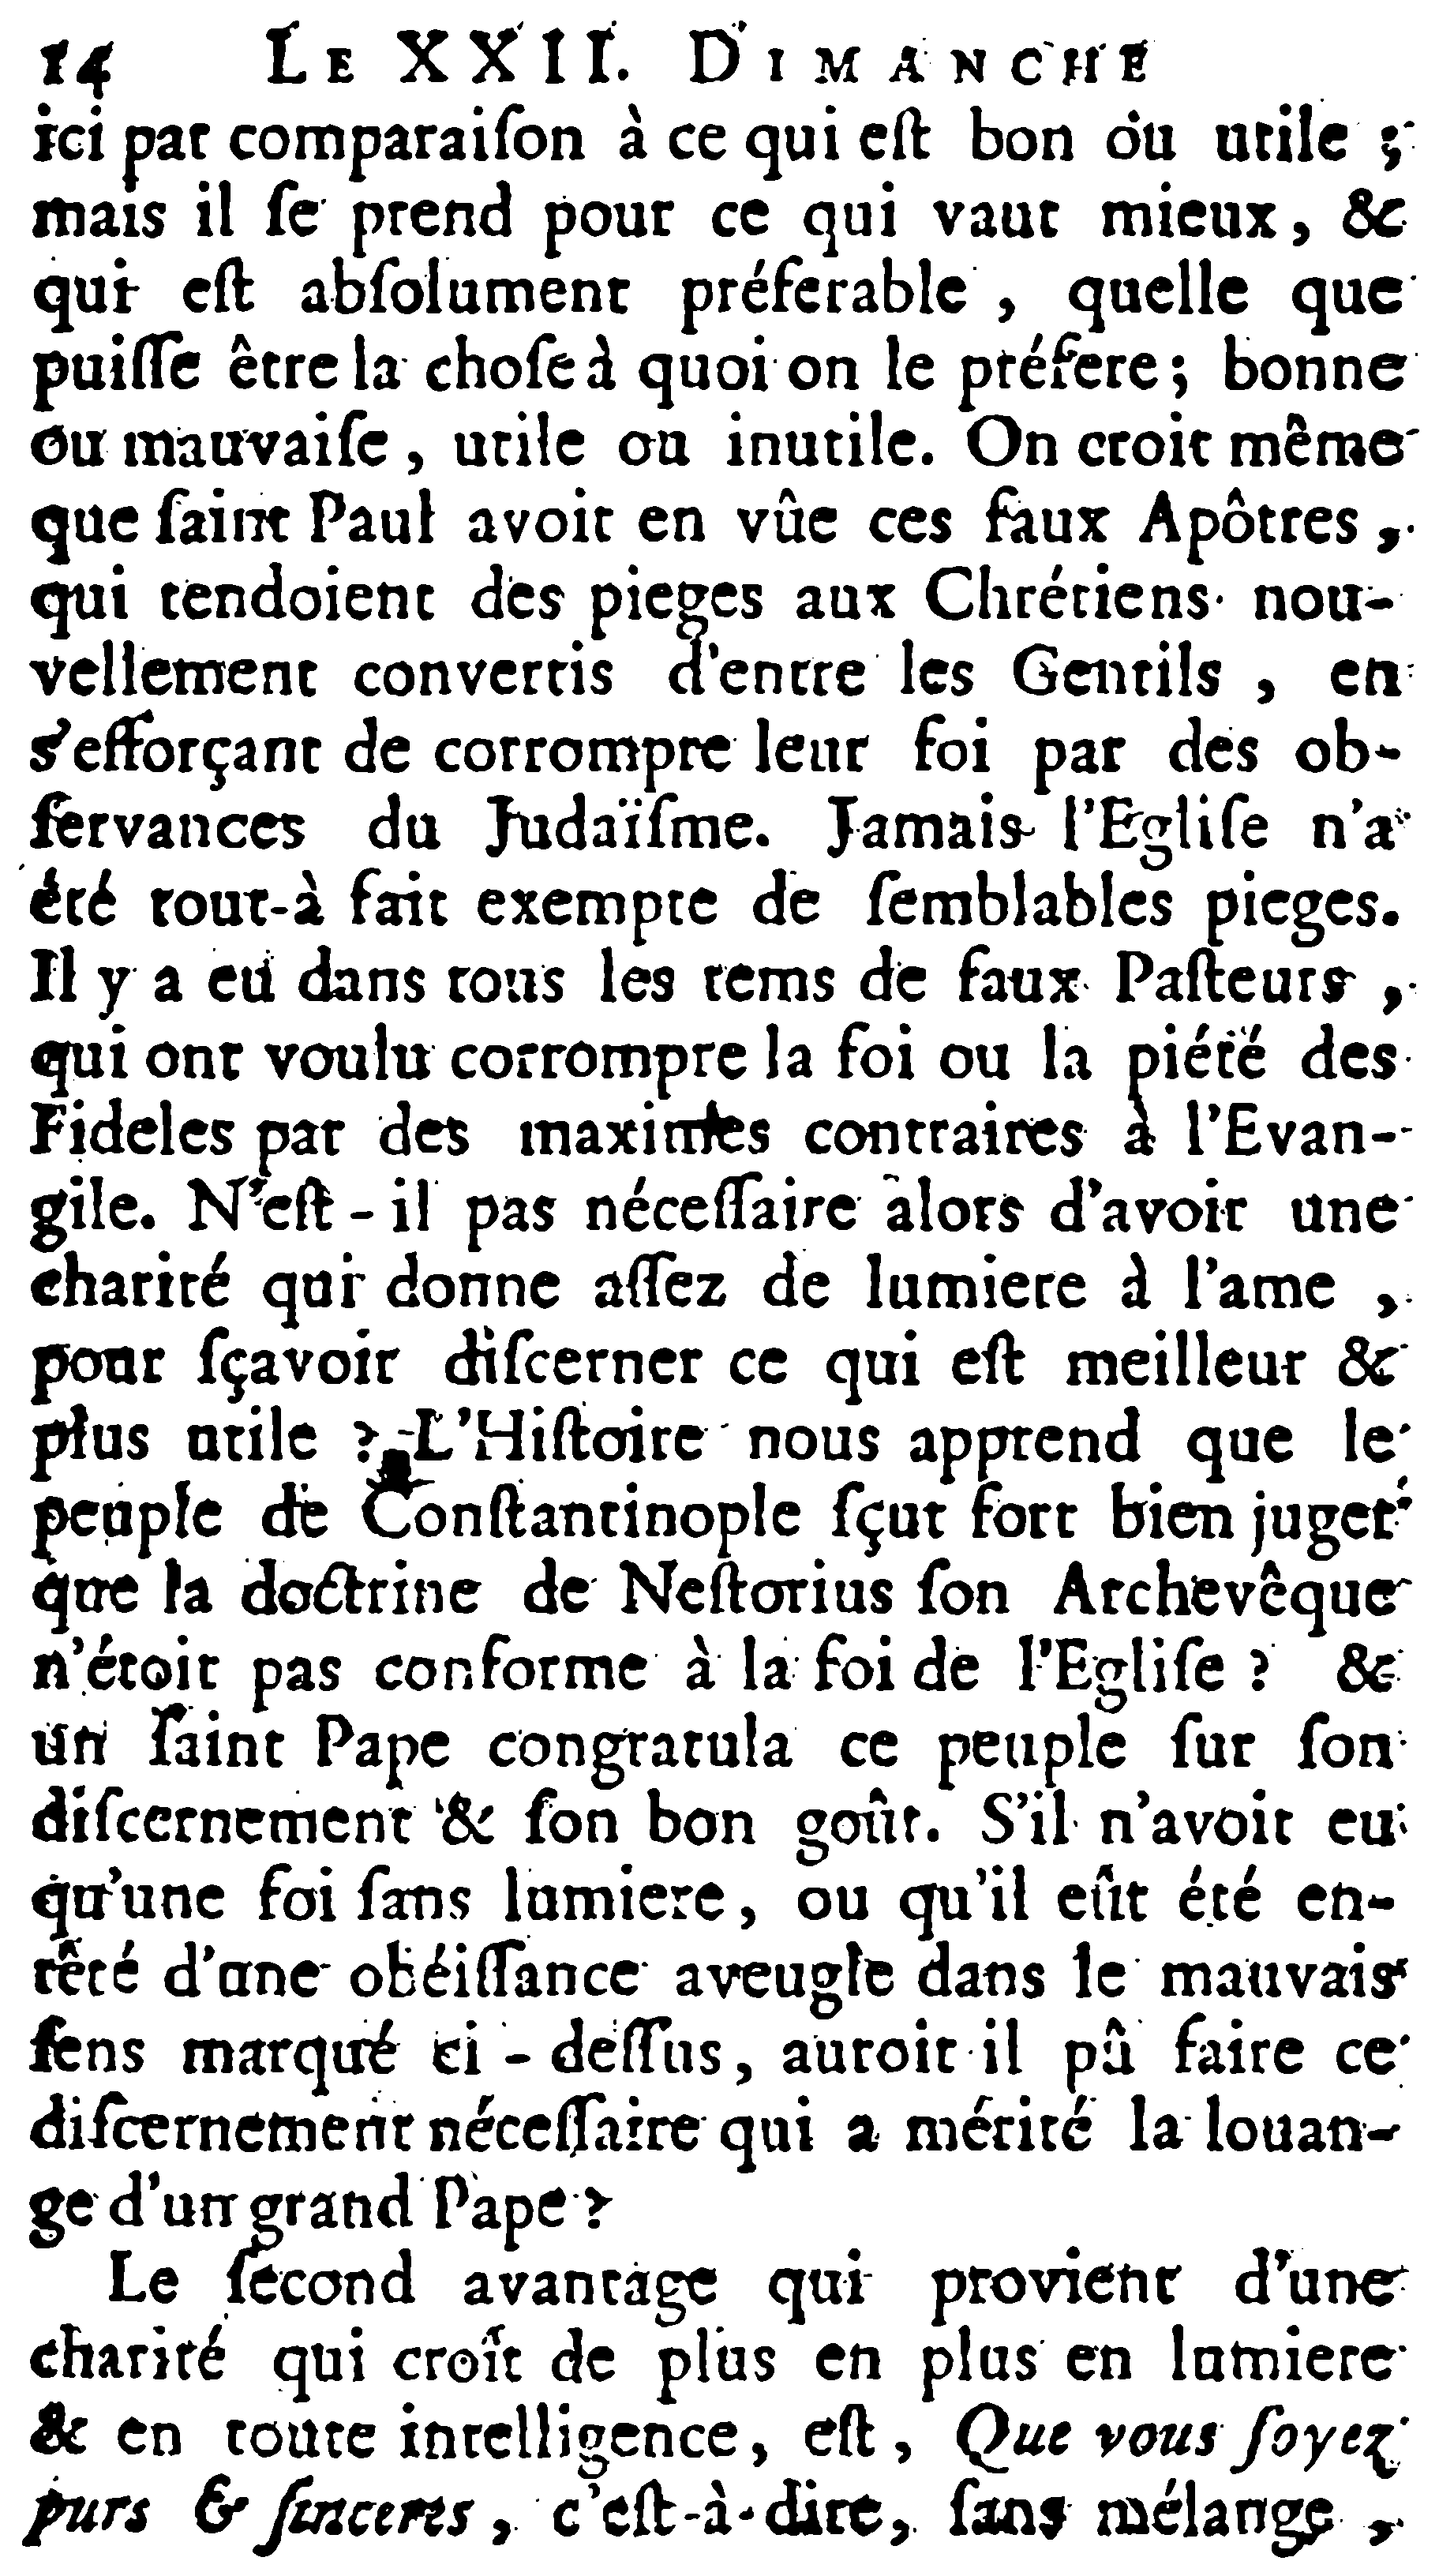 14 LE XXII. DIMANCHE
ici par comparaiſon à ce qui eſt bon ou utile ;
mais il ſe prend pour ce qui vaut mieux, &
qui eſt abſolument préferable , quelle que
puiſſe être la choſe à quoi on le préfere ; bonne
ou mauvaiſe , utile ou inutile. On croit même
que ſaint Paul avoit en vûe ces faux Apôtres ,
qui tendoient des pieges aux Chrétiens nou-
vellement convertis d'entre les Gentils , en
s'efforçant de corrompre leur foi par des ob-
ſervances du Judaïſme. Jamais l'Egliſe n'a
été tout-à fait exempte de ſemblables pieges.
Il y a eu dans tous les tems de faux Paſteurs ,
qui ont voulu corrompre la foi ou la piété des
Fideles par des maximes contraires à l'Evan-
gile. N'eſt - il pas néceſſaire alors d'avoir une
charité qui donne aſſez de lumiere à l'ame ,
pour ſçavoir diſcerner ce qui eſt meilleur &
plus utile ? L'Hiſtoire nous apprend que le
peuple de Conſtantinople ſçut fort bien juger
que la doctrine de Neſtorius ſon Archevêque
n'étoit pas conforme à la foi de l'Egliſe ? &
un ſaint Pape congratula ce peuple ſur ſon
diſcernement & ſon bon goût. S'il n'avoit eu
qu'une foi ſans lumiere, ou qu'il eût été en-
têté d'une obéiſſance aveugle dans le mauvais
ſens marqué ci - deſſus, auroit il pû faire ce
diſcernement néceſſaire qui a mérité la louan-
ge d'un grand Pape ?
Le ſecond avantage qui provient d'une
charité qui croît de plus en plus en lumiere
& en toute intelligence, eſt , Que vous ſoyez
purs & ſinceres , c'eſt-à-dire, ſans mélange ,